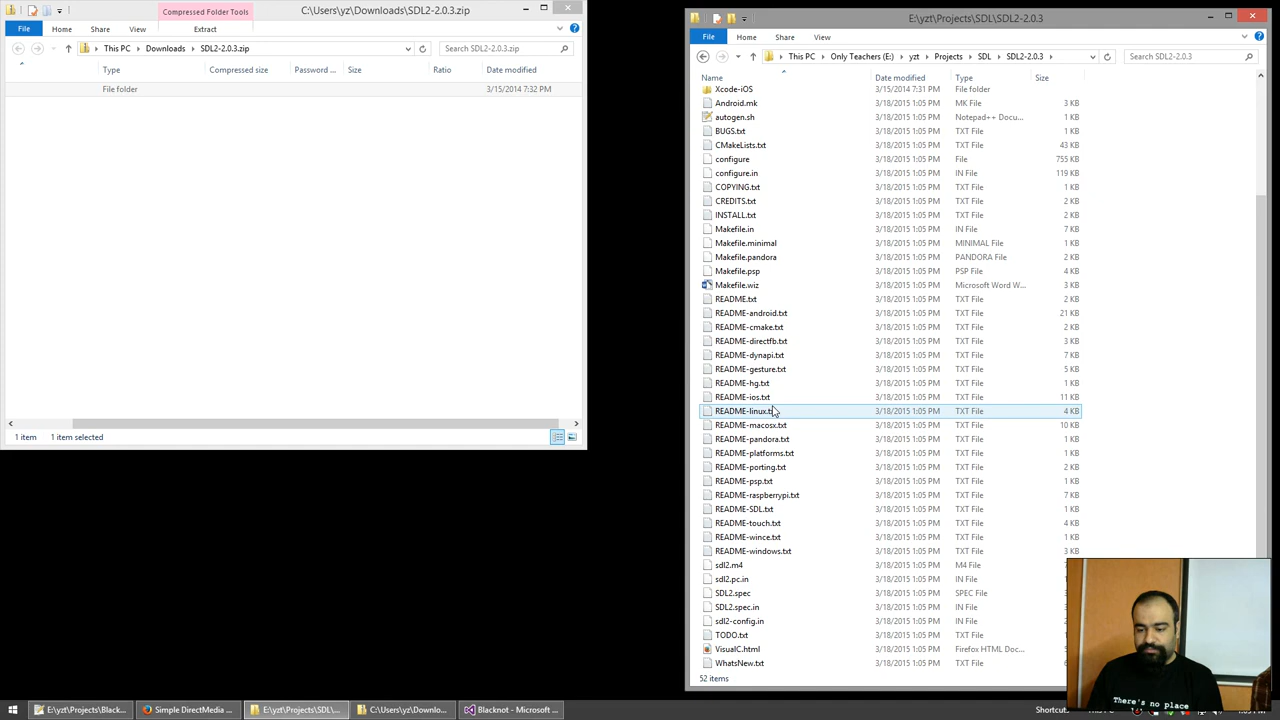 Compressed Folder Tools
C:\Users\yz\Downloads\SDL2-2.0.3.zip
File Home Share View Extract
This PC Downloads SDL2-2.0.3.zip Search SDL2-2.0.3.zip
Type Compressed size Password ... Size Ratio Date modified
File folder 3/15/2014 7:32 PM
1 item 1 item selected
E:\yzt\Projects\SDL\SDL2-2.0.3
File Home Share View
This PC Only Teachers (E:) yzt Projects SDL SDL2-2.0.3 Search SDL2-2.0.3
Name Date modified Type Size
Xcode-iOS 3/15/2014 7:31 PM File folder
Android.mk 3/18/2015 1:05 PM MK File 3 KB
autogen.sh 3/18/2015 1:05 PM Notepad++ Docu... 1 KB
BUGS.txt 3/18/2015 1:05 PM TXT File 1 KB
CMakeLists.txt 3/18/2015 1:05 PM TXT File 43 KB
configure 3/18/2015 1:05 PM File 755 KB
configure.in 3/18/2015 1:05 PM IN File 119 KB
COPYING.txt 3/18/2015 1:05 PM TXT File 1 KB
CREDITS.txt 3/18/2015 1:05 PM TXT File 2 KB
INSTALL.txt 3/18/2015 1:05 PM TXT File 2 KB
Makefile.in 3/18/2015 1:05 PM IN File 7 KB
Makefile.minimal 3/18/2015 1:05 PM MINIMAL File 1 KB
Makefile.pandora 3/18/2015 1:05 PM PANDORA File 2 KB
Makefile.psp 3/18/2015 1:05 PM PSP File 4 KB
Makefile.wiz 3/18/2015 1:05 PM Microsoft Word W... 3 KB
README.txt 3/18/2015 1:05 PM TXT File 2 KB
README-android.txt 3/18/2015 1:05 PM TXT File 21 KB
README-cmake.txt 3/18/2015 1:05 PM TXT File 2 KB
README-directfb.txt 3/18/2015 1:05 PM TXT File 4 KB
README-dynapi.txt 3/18/2015 1:05 PM TXT File 7 KB
README-gesture.txt 3/18/2015 1:05 PM TXT File 5 KB
README-hg.txt 3/18/2015 1:05 PM TXT File 1 KB
README-ios.txt 3/18/2015 1:05 PM TXT File 11 KB
README-linux.txt 3/18/2015 1:05 PM TXT File 4 KB
README-macosx.txt 3/18/2015 1:05 PM TXT File 10 KB
README-pandora.txt 3/18/2015 1:05 PM TXT File 1 KB
README-platforms.txt 3/18/2015 1:05 PM TXT File 1 KB
README-porting.txt 3/18/2015 1:05 PM TXT File 2 KB
README-psp.txt 3/18/2015 1:05 PM TXT File 1 KB
README-raspberrypi.txt 3/18/2015 1:05 PM TXT File 7 KB
README-SDL.txt 3/18/2015 1:05 PM TXT File 1 KB
README-touch.txt 3/18/2015 1:05 PM TXT File 4 KB
README-wince.txt 3/18/2015 1:05 PM TXT File 1 KB
README-windows.txt 3/18/2015 1:05 PM TXT File 3 KB
sdl2.m4 3/18/2015 1:05 PM M4 File
sdl2.pc.in 3/18/2015 1:05 PM IN File
SDL2.spec 3/18/2015 1:05 PM SPEC File
SDL2.spec.in 3/18/2015 1:05 PM IN File
sdl2-config.in 3/18/2015 1:05 PM IN File
TODO.txt 3/18/2015 1:05 PM TXT File
VisualC.html 3/18/2015 1:05 PM Firefox HTML Doc...
WhatsNew.txt 3/18/2015 1:05 PM TXT File
52 items
There's no place
E:\yzt\Projects\Black... Simple DirectMedia ... E:\yzt\Projects\SDL\... C:\Users\yz\Downlo... Blacknot - Microsoft ... Shortcuts